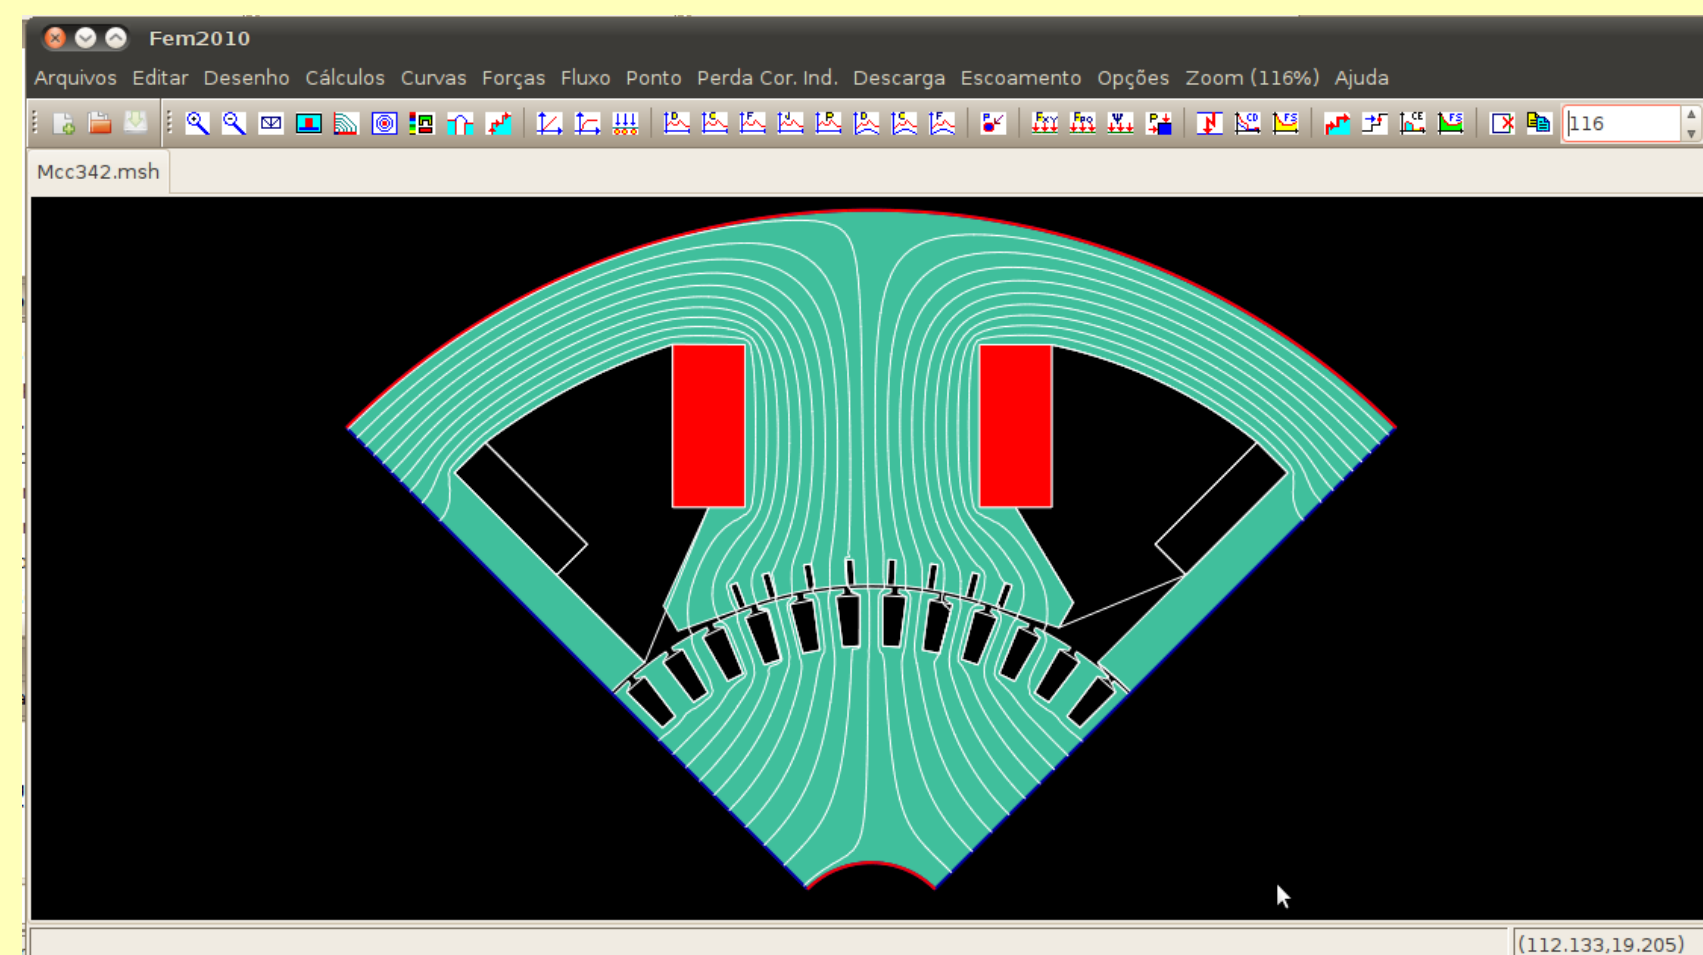 Fem2010
Arquivos Editar Desenho Cálculos Curvas Forças Fluxo Ponto Perda Cor. Ind. Descarga Escoamento Opções Zoom (116%) Ajuda
116
Mcc342.msh
(112.133,19.205)